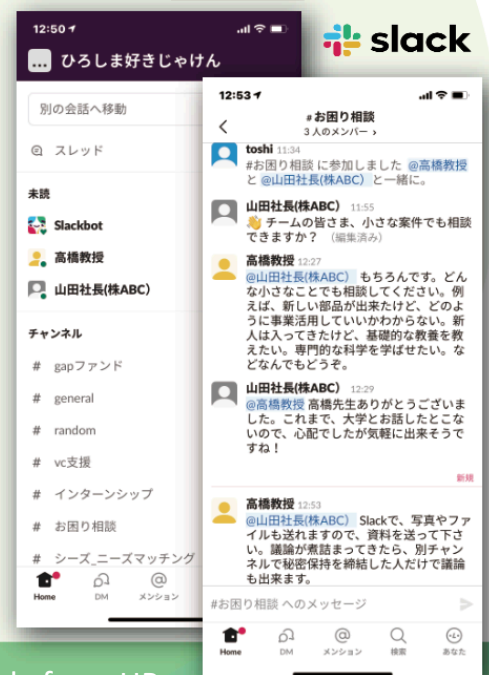 12:50
ひろしま好きじゃけん
別の会話へ移動
スレッド
未読
Slackbot
高橋教授
山田社長(株ABC)
チャンネル
# gapファンド
# general
# random
# vc支援
# インターンシップ
# お困り相談
# シーズ_ニーズマッチング
Home DM メンション
slack
12:53
#お困り相談
3人のメンバー ›
toshi 11:34
#お困り相談 に参加しました @高橋教授
と @山田社長(株ABC) と一緒に。
山田社長(株ABC) 11:55
👋 チームの皆さま、小さな案件でも相談
できますか？ (編集済み)
高橋教授 12:27
@山田社長(株ABC) もちろんです。どん
な小さなことでも相談してください。例
えば、新しい部品が出来たけど、どのよ
うに事業活用していいかわからない。新
人は入ってきたけど、基礎的な教養を教
えたい。専門的な科学を学ばせたい。な
どなんでもどうぞ。
山田社長(株ABC) 12:29
@高橋教授 高橋先生ありがとうございま
した。これまで、大学とお話したとこな
いので、心配でしたが気軽に出来そうで
すね！
新規
高橋教授 12:53
@山田社長(株ABC) Slackで、写真やファ
イルも送れますので、資料を送って下さ
い。議論が煮詰まってきたら、別チャン
ネルで秘密保持を締結した人だけで議論
も出来ます。
#お困り相談 へのメッセージ
Home DM メンション 検索 あなた